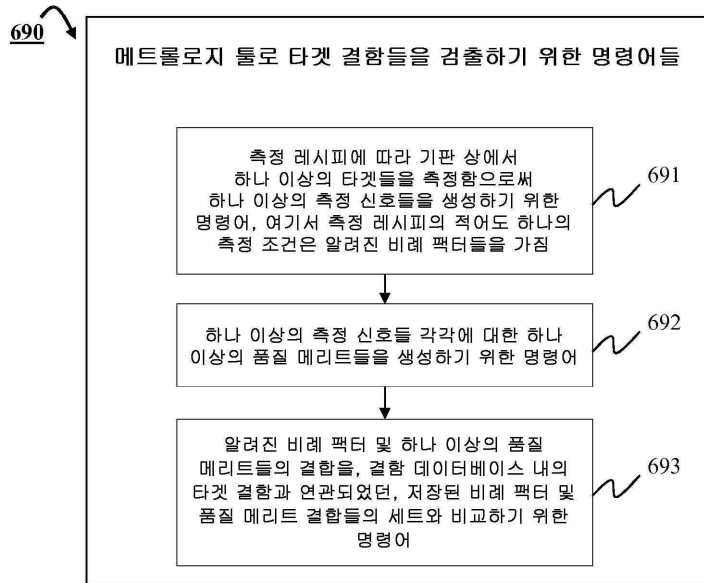 690
메트롤로지 툴로 타겟 결함들을 검출하기 위한 명령어들
측정 레시피에 따라 기판 상에서
하나 이상의 타겟들을 측정함으로써
하나 이상의 측정 신호들을 생성하기 위한
명령어, 여기서 측정 레시피의 적어도 하나의
측정 조건은 알려진 비례 팩터들을 가짐
691
하나 이상의 측정 신호들 각각에 대한 하나
이상의 품질 메리트들을 생성하기 위한 명령어
692
알려진 비례 팩터 및 하나 이상의 품질
메리트들의 결합을, 결함 데이터베이스 내의
타겟 결함과 연관되었던, 저장된 비례 팩터 및
품질 메리트 결합들의 세트와 비교하기 위한
명령어
693